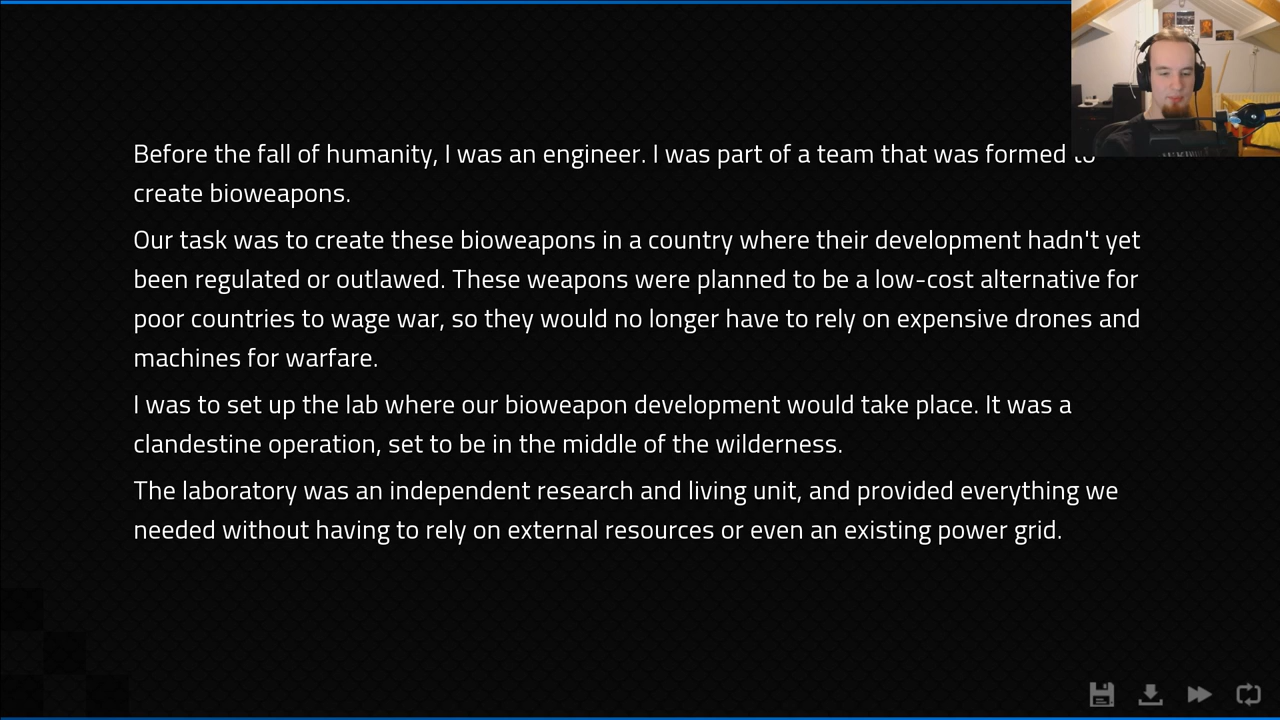 Before the fall of humanity, I was an engineer. I was part of a team that was formed to
create bioweapons.
Our task was to create these bioweapons in a country where their development hadn't yet
been regulated or outlawed. These weapons were planned to be a low-cost alternative for
poor countries to wage war, so they would no longer have to rely on expensive drones and
machines for warfare.
I was to set up the lab where our bioweapon development would take place. It was a
clandestine operation, set to be in the middle of the wilderness.
The laboratory was an independent research and living unit, and provided everything we
needed without having to rely on external resources or even an existing power grid.